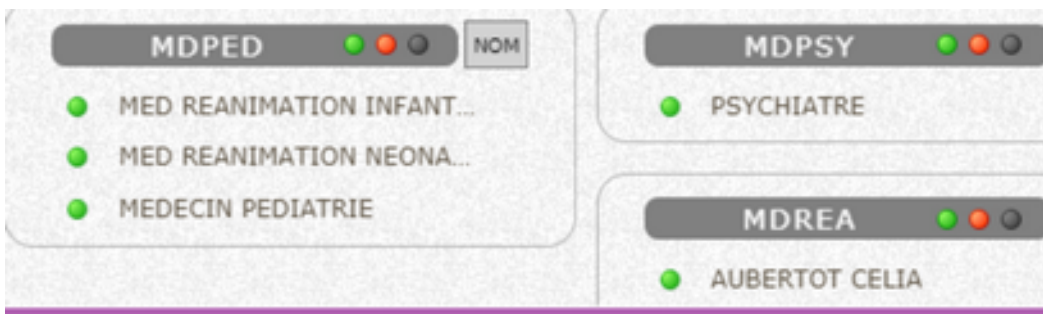 MDPED
NOM
MED REANIMATION INFANT...
MED REANIMATION NEONA...
MEDECIN PEDIATRIE
MDPSY
PSYCHIATRE
MDREA
AUBERTOT CELIA